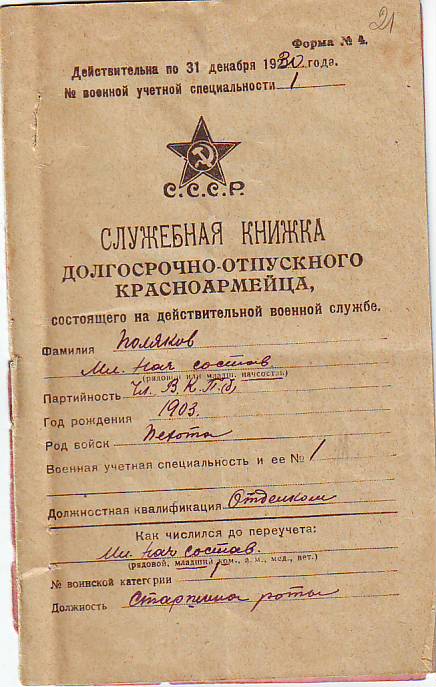 21
Форма № 4.
Действительна по 31 декабря 1930 года.
№ военной учетной специальности 1
С.С.С.Р.
СЛУЖЕБНАЯ КНИЖКА
ДОЛГОСРОЧНО-ОТПУСКНОГО
КРАСНОАРМЕЙЦА,
состоящего на действительной военной службе.
Фамилия Поляков
Мл. нач состав
(рядовой или младш. начсостав)
Партийность Чл. В.К.П.(б)
Год рождения 1903.
Род войск Пехота
Военная учетная специальность и ее № 1
Должностная квалификация Отделком
Как числился до переучета:
Мл. нач состав.
(рядовой, младший ком., а. м., мед., вет.)
№ воинской категории 1
Должность Старшина роты